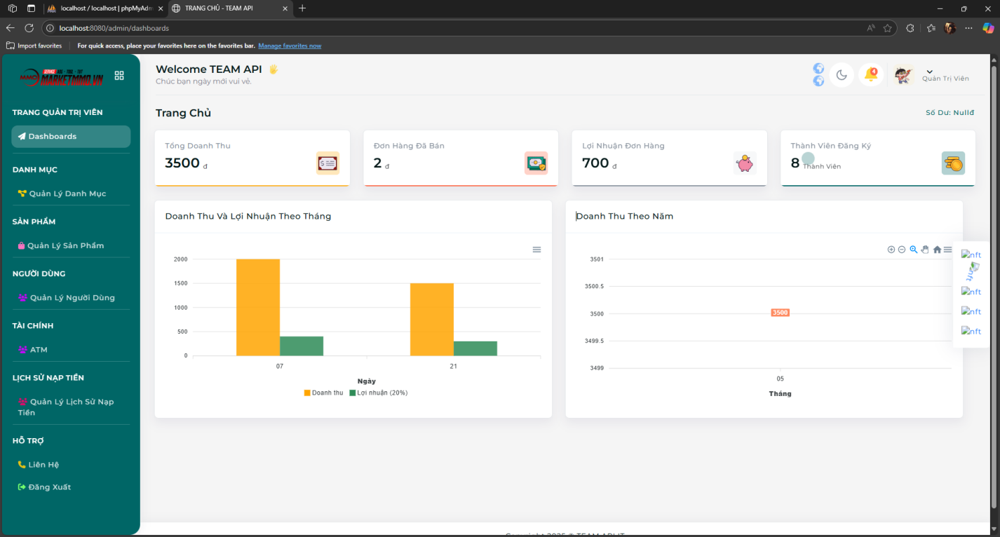 localhost / localhost | phpMyAdm
TRANG CHỦ - TEAM API
localhost:8080/admin/dashboards
Import favorites
For quick access, place your favorites here on the favorites bar. Manage favorites now
MMO
MARKETMMO.VN
TRANG QUẢN TRỊ VIÊN
Dashboards
DANH MỤC
Quản Lý Danh Mục
SẢN PHẨM
Quản Lý Sản Phẩm
NGƯỜI DÙNG
Quản Lý Người Dùng
TÀI CHÍNH
ATM
LỊCH SỬ NẠP TIỀN
Quản Lý Lịch Sử Nạp
Tiền
HỖ TRỢ
Liên Hệ
Đăng Xuất
Welcome TEAM API
Chúc bạn ngày mới vui vẻ.
4
Quản Trị Viên
Trang Chủ
Số Dư: Nullđ
Tổng Doanh Thu
3500 đ
Đơn Hàng Đã Bán
2 đ
Lợi Nhuận Đơn Hàng
700 đ
Thành Viên Đăng Ký
8 Thành Viên
Doanh Thu Và Lợi Nhuận Theo Tháng
2000
1500
1000
500
0
07
21
Ngày
Doanh thu
Lợi nhuận (20%)
Doanh Thu Theo Năm
3501
3500.5
3500
3499.5
3499
3500
05
Tháng
nft
nft
nft
nft
nft